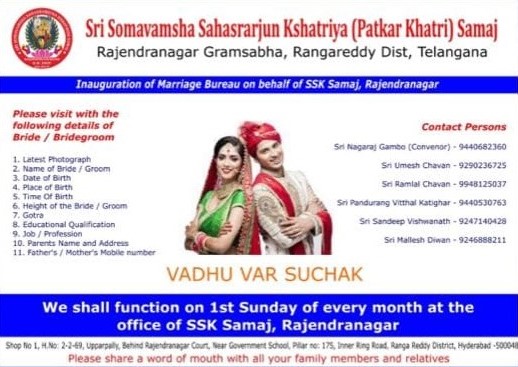 Sri Somavamsha Sahasrarjun Kshatriya (Patkar Khatri) Samaj
Rajendranagar Gramsabha, Rangareddy Dist, Telangana
Inauguration of Marriage Bureau on behalf of SSK Samaj, Rajendranagar
Please visit with the
following details of
Bride / Bridegroom
1. Latest Photograph
2. Name of Bride / Groom
3. Date of Birth
4. Place of Birth
5. Time Of Birth
6. Height of the Bride / Groom
7. Gotra
8. Educational Qualification
9. Job / Profession
10. Parents Name and Address
11. Father's / Mother's Mobile number
Contact Persons
Sri Nagaraj Gambo (Convenor) - 9440682360
Sri Umesh Chavan - 9290236725
Sri Ramlal Chavan - 9948125037
Sri Pandurang Vitthal Katighar - 9440530763
Sri Sandeep Vishwanath - 9247140428
Sri Mallesh Diwan - 9246888211
VADHU VAR SUCHAK
We shall function on 1st Sunday of every month at the
office of SSK Samaj, Rajendranagar
Shop No 1, H.No: 2-2-69, Upparpally, Behind Rajendranagar Court, Near Government School, Pillar no: 175, Inner Ring Road, Ranga Reddy District, Hyderabad -500048
Please share a word of mouth with all your family members and relatives